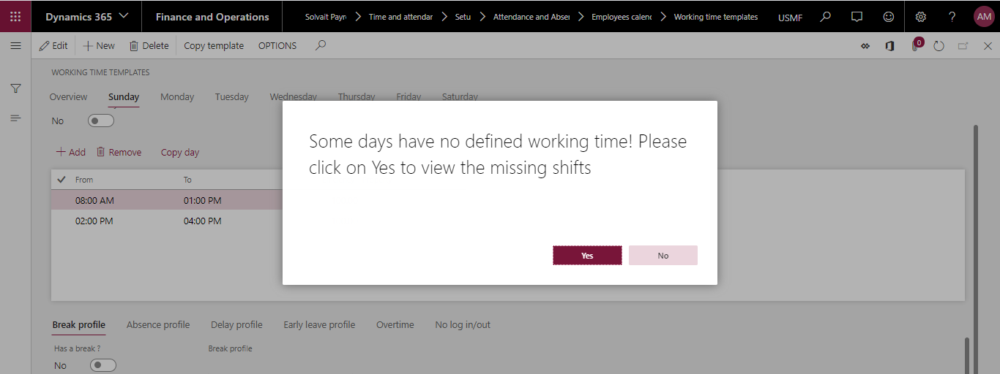 Dynamics 365 Finance and Operations Solvait Payr Time and attendar Setu Attendance and Abse Employees calenc Working time templates USMF AM
Edit New Delete Copy template OPTIONS 0
WORKING TIME TEMPLATES
Overview Sunday Monday Tuesday Wednesday Thursday Friday Saturday
No
Some days have no defined working time! Please
click on Yes to view the missing shifts
Add Remove Copy day
From To
08:00 AM 01:00 PM
02:00 PM 04:00 PM
Yes No
Break profile Absence profile Delay profile Early leave profile Overtime No log in/out
Has a break ? Break profile
No